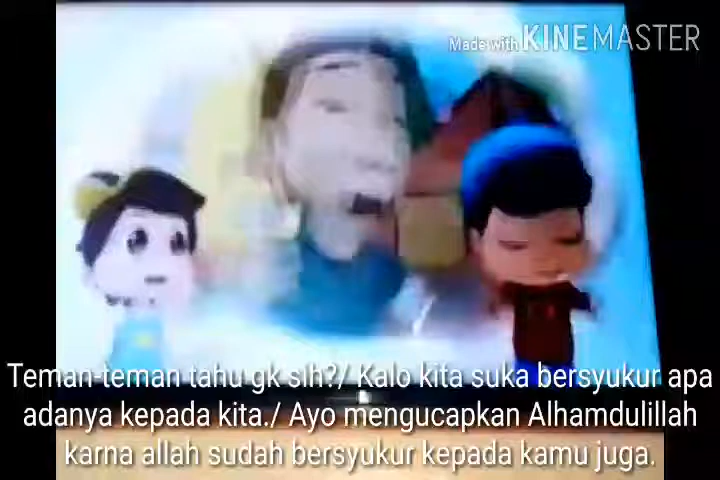 Made with KINEMASTER
Teman-teman tahu gk sih?/ Kalo kita suka bersyukur apa
adanya kepada kita./ Ayo mengucapkan Alhamdulillah
karna allah sudah bersyukur kepada kamu juga.